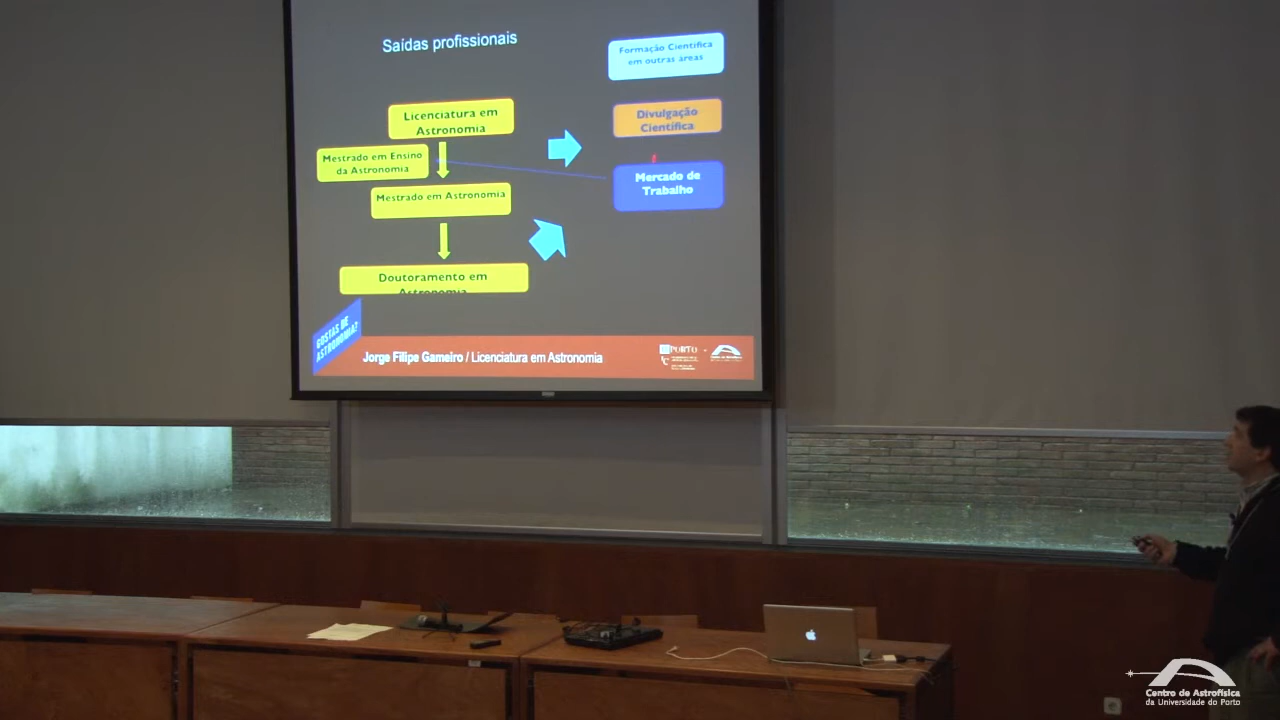 Saídas profissionais
Formação Científica
em outras áreas
Licenciatura em
Astronomia
Divulgação
Científica
Mestrado em Ensino
da Astronomia
Mercado de
Trabalho
Mestrado em Astronomia
Doutoramento em
Astronomia
GOSTAS DE
ASTRONOMIA?
Jorge Filipe Gameiro / Licenciatura em Astronomia
PORTO
Centro de Astrofísica
da Universidade do Porto